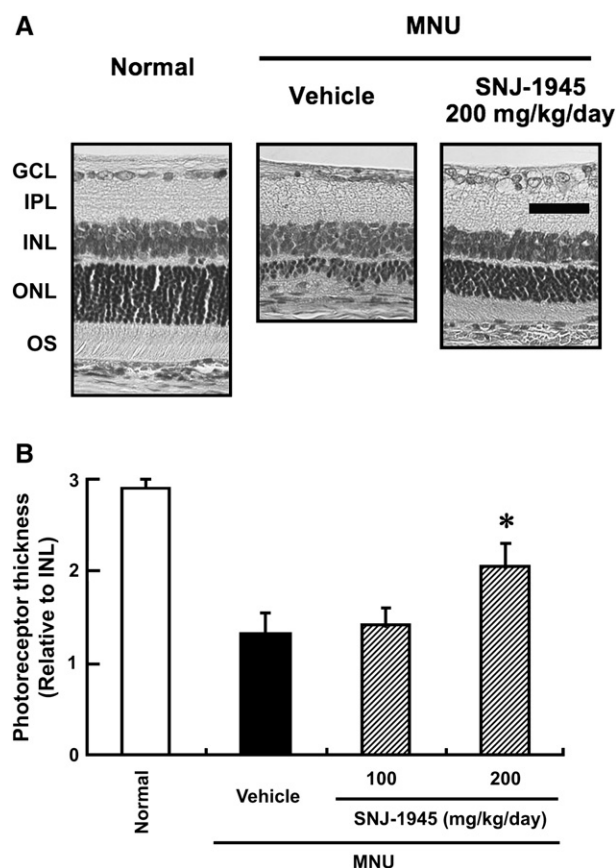 A
MNU
Normal
Vehicle
SNJ-1945
200 mg/kg/day
GCL
IPL
INL
ONL
OS
B
Photoreceptor thickness
(Relative to INL)
3
2
1
0
*
Normal
Vehicle
100
200
SNJ-1945 (mg/kg/day)
MNU